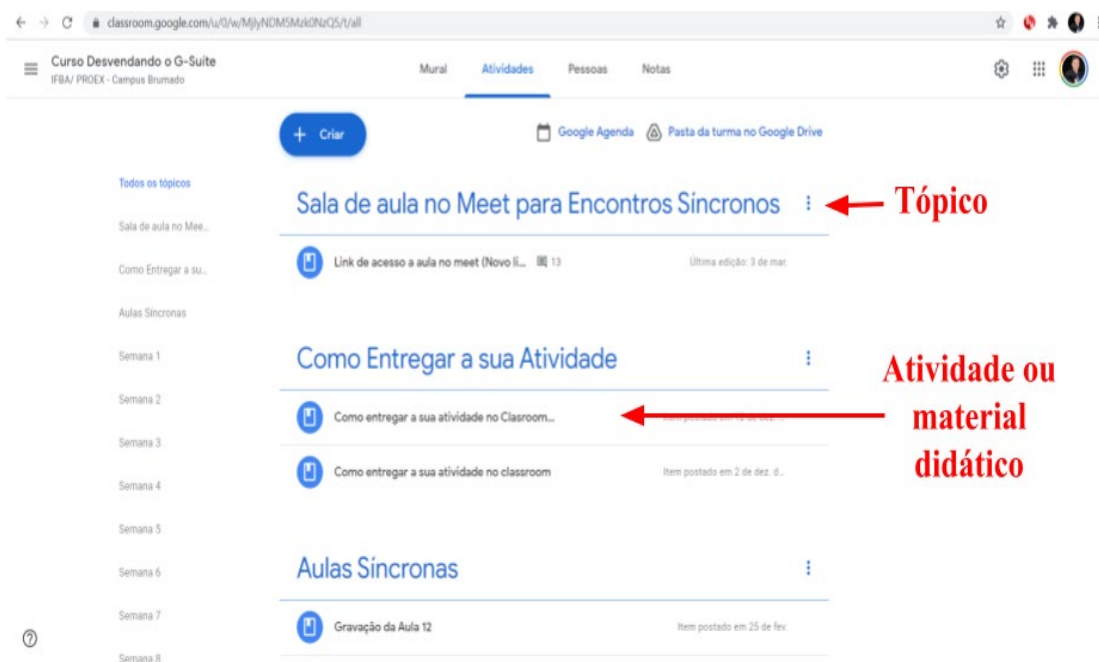 classroom.google.com/u/0/w/MjIyNDM5Mzk0NzQ5/t/all
Curso Desvendando o G-Suite
IFBA/ PROEX - Campus Brumado
Mural Atividades Pessoas Notas
+ Criar
Google Agenda Pasta da turma no Google Drive
Todos os tópicos
Sala de aula no Mee...
Como Entregar a su...
Aulas Síncronas
Semana 1
Semana 2
Semana 3
Semana 4
Semana 5
Semana 6
Semana 7
Semana 8
Sala de aula no Meet para Encontros Síncronos
Tópico
Link de acesso a aula no meet (Novo li... 13 Última edição: 3 de mar.
Como Entregar a sua Atividade
Atividade ou
material
didático
Como entregar a sua atividade no Clasroom...
Como entregar a sua atividade no classroom Item postado em 2 de dez. d...
Aulas Síncronas
Gravação da Aula 12 Item postado em 25 de fev.